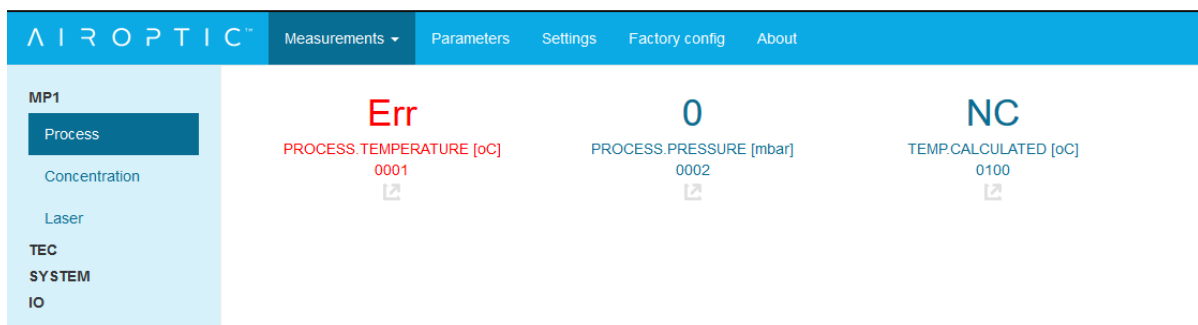 AIROPTIC™ Measurements Parameters Settings Factory config About
MP1
Process
Concentration
Laser
TEC
SYSTEM
IO
Err 0 NC
PROCESS.TEMPERATURE [oC] PROCESS.PRESSURE [mbar] TEMP.CALCULATED [oC]
0001 0002 0100